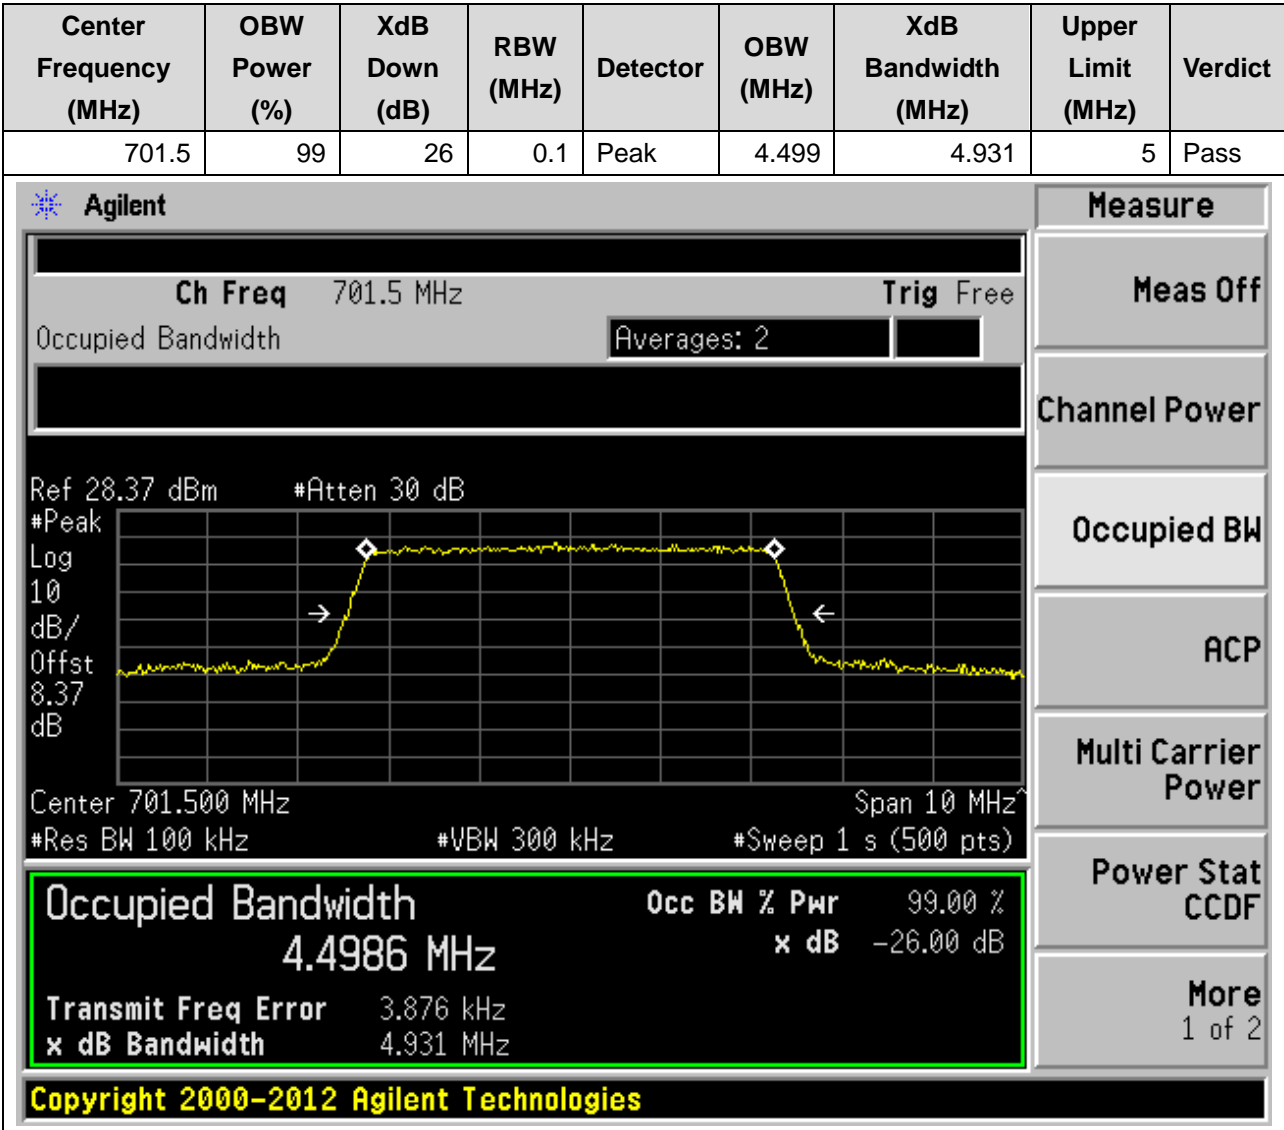 Center Frequency (MHz) OBW Power (%) XdB Down (dB) RBW (MHz) Detector OBW (MHz) XdB Bandwidth (MHz) Upper Limit (MHz) Verdict
701.5 99 26 0.1 Peak 4.499 4.931 5 Pass
Agilent
Measure
Ch Freq 701.5 MHz Trig Free
Meas Off
Occupied Bandwidth Averages: 2
Channel Power
Ref 28.37 dBm #Atten 30 dB
#Peak
Log
10
dB/
Offst
8.37
dB
Occupied BW
ACP
Multi Carrier
Power
Center 701.500 MHz Span 10 MHz^
#Res BW 100 kHz #VBW 300 kHz #Sweep 1 s (500 pts)
Power Stat
CCDF
Occupied Bandwidth Occ BW % Pwr 99.00 %
4.4986 MHz x dB -26.00 dB
Transmit Freq Error 3.876 kHz
x dB Bandwidth 4.931 MHz
More
1 of 2
Copyright 2000-2012 Agilent Technologies